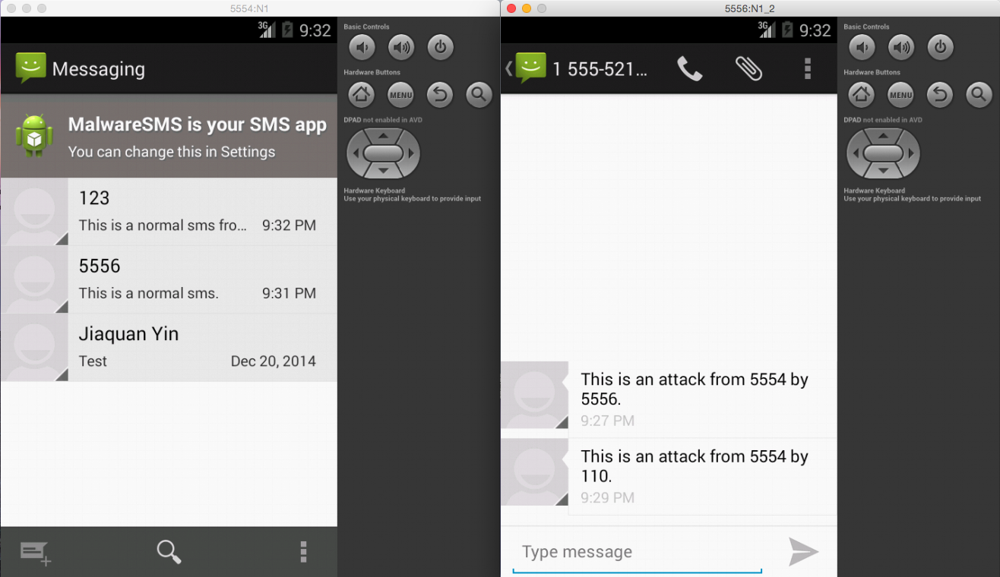 5554:N1
3G 9:32
Messaging
MalwareSMS is your SMS app
You can change this in Settings
123
This is a normal sms fro... 9:32 PM
5556
This is a normal sms. 9:31 PM
Jiaquan Yin
Test Dec 20, 2014
Basic Controls
Hardware Buttons
MENU
DPAD not enabled in AVD
Hardware Keyboard
Use your physical keyboard to provide input
5556:N1_2
3G 9:32
1 555-521...
This is an attack from 5554 by
5556.
9:27 PM
This is an attack from 5554 by
110.
9:29 PM
Type message
Basic Controls
Hardware Buttons
MENU
DPAD not enabled in AVD
Hardware Keyboard
Use your physical keyboard to provide input